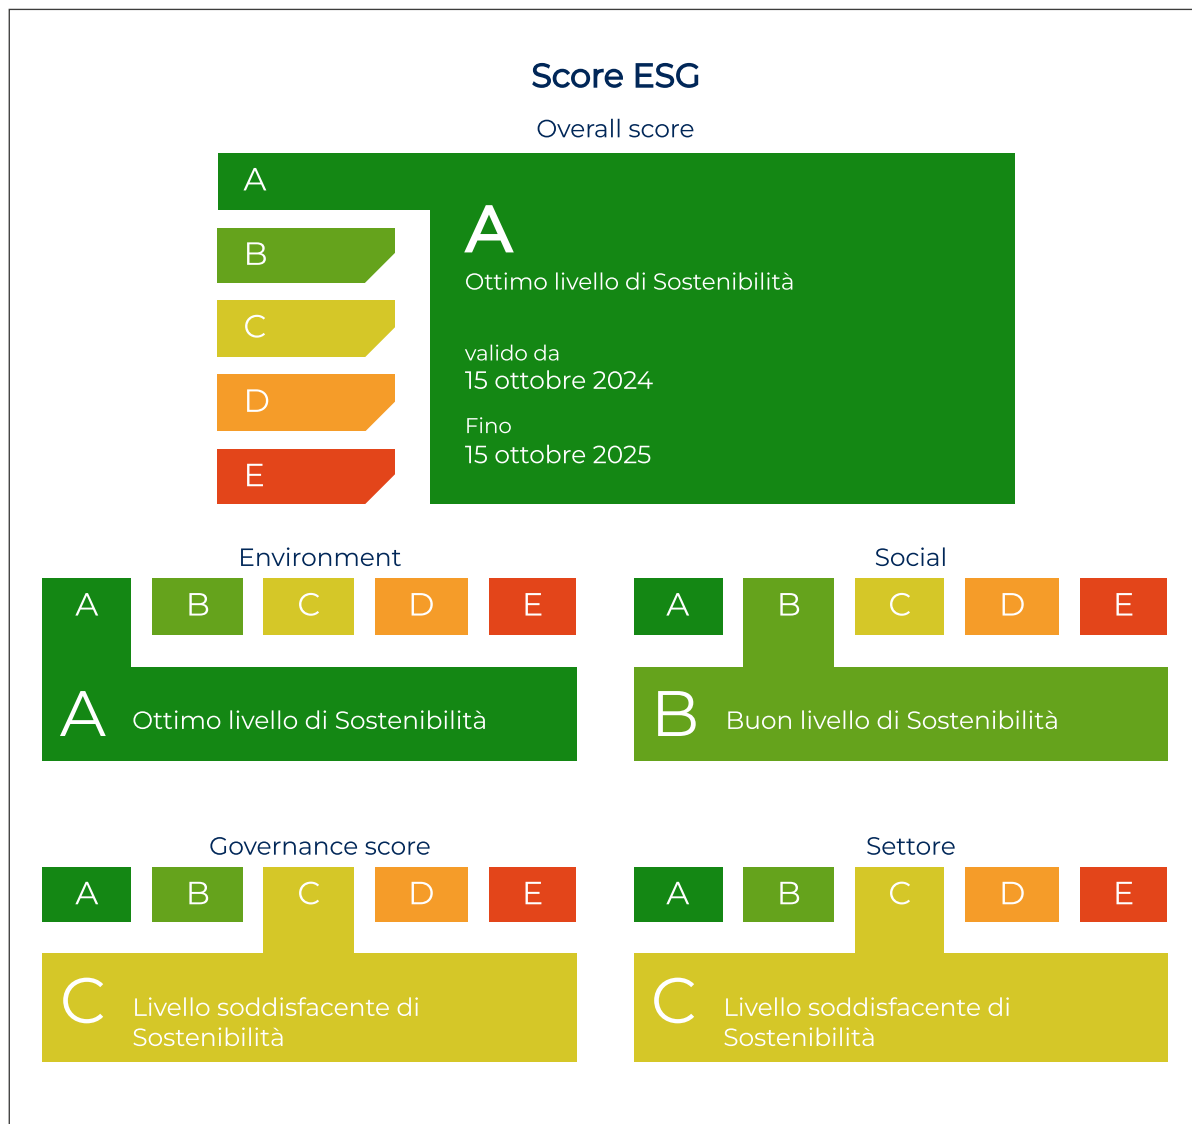 Score ESG
Overall score
A
B
C
D
E
A
Ottimo livello di Sostenibilità
valido da
15 ottobre 2024
Fino
15 ottobre 2025
Environment
A B C D E
A Ottimo livello di Sostenibilità
Social
A B C D E
B Buon livello di Sostenibilità
Governance score
A B C D E
C Livello soddisfacente di
Sostenibilità
Settore
A B C D E
C Livello soddisfacente di
Sostenibilità